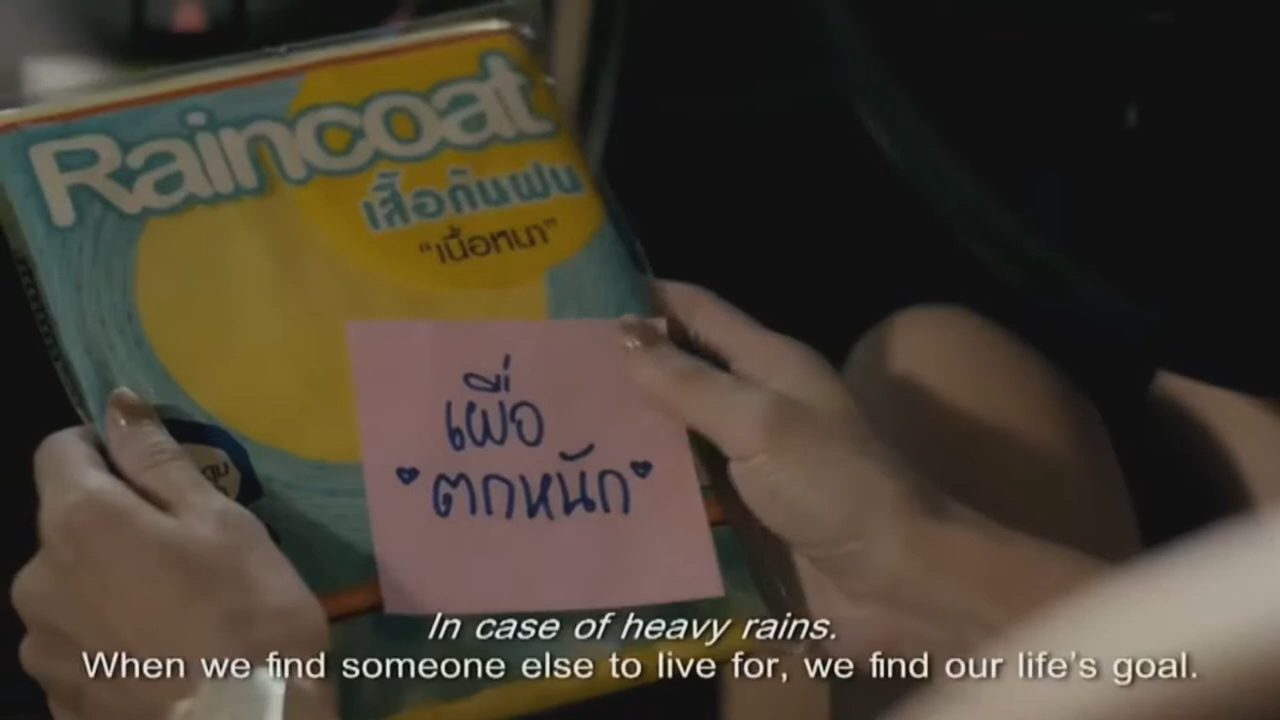 Raincoat
เสื้อกันฝน
“เนื้อหนา”
เผื่อ
ตกหนัก
In case of heavy rains.
When we find someone else to live for, we find our life's goal.